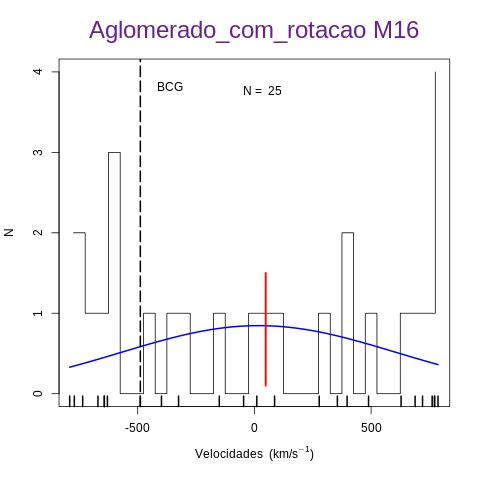 Aglomerado_com_rotacao M16
BCG
N = 25
4
3
2
1
0
N
-500 0 500
Velocidades (km/s⁻¹)